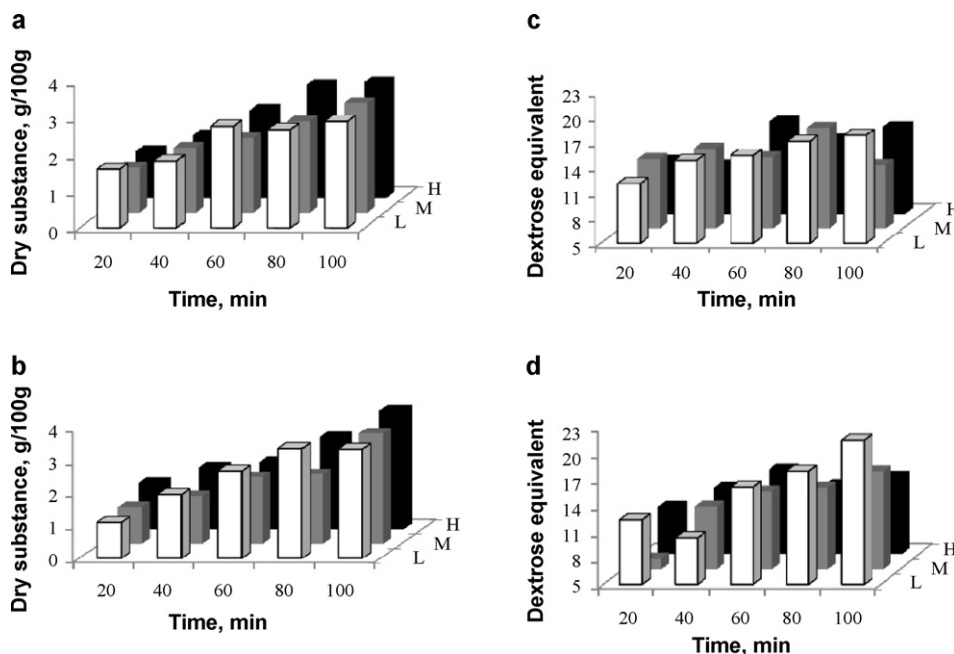 a
Dry substance, g/100g
4
3
2
1
0
20 40 60 80 100
H
M
L
Time, min
c
Dextrose equivalent
23
20
17
14
11
8
5
20 40 60 80 100
H
M
L
Time, min
b
Dry substance, g/100g
4
3
2
1
0
20 40 60 80 100
H
M
L
Time, min
d
Dextrose equivalent
23
20
17
14
11
8
5
20 40 60 80 100
H
M
L
Time, min